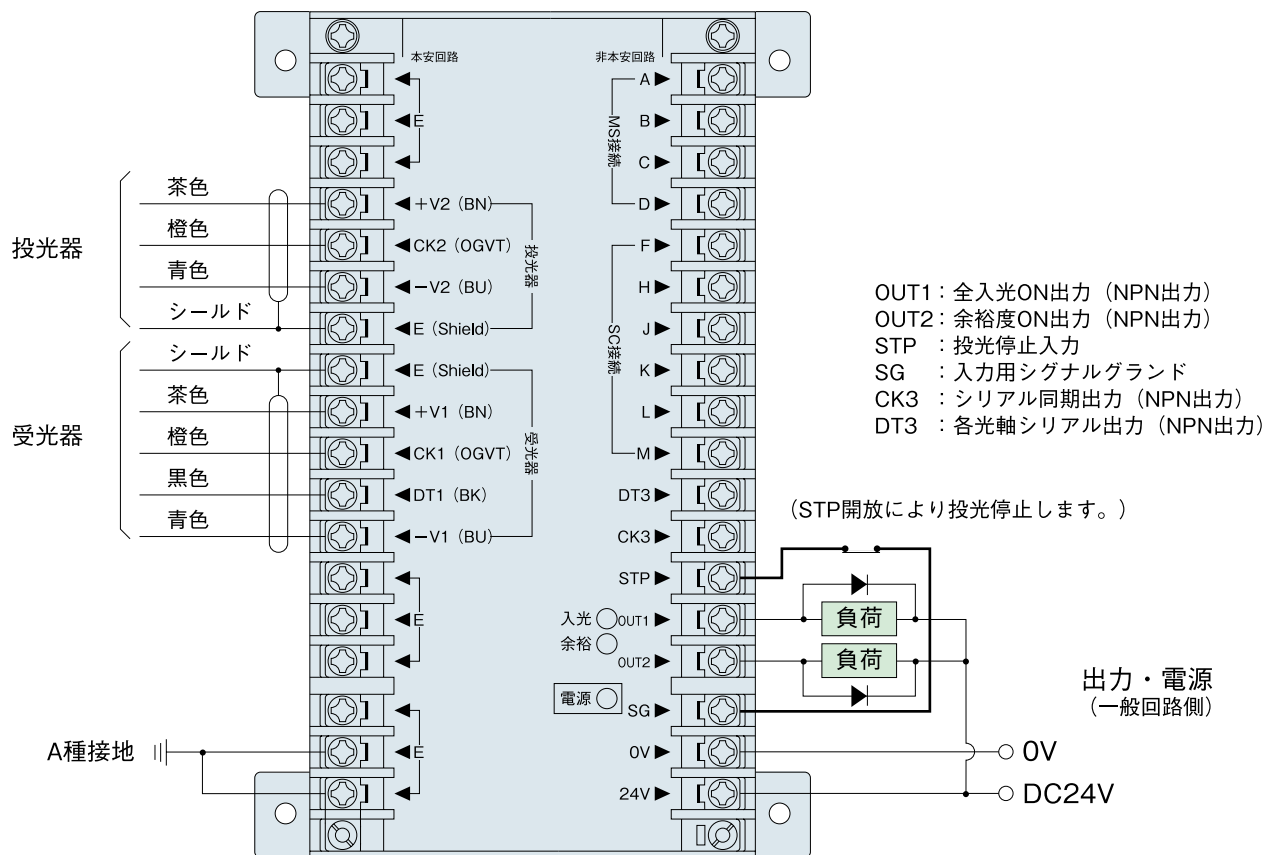 本安回路
非本安回路
E
投光器
茶色
橙色
青色
シールド
+V2 (BN)
CK2 (OGVT)
−V2 (BU)
E (Shield)
投光器
受光器
シールド
茶色
橙色
黒色
青色
E (Shield)
+V1 (BN)
CK1 (OGVT)
DT1 (BK)
−V1 (BU)
受光器
E
E
A種接地
A
B
C
D
MS接続
F
H
J
K
L
M
SC接続
DT3
CK3
STP
入光 OUT1
余裕
OUT2
電源
SG
0V
24V
OUT1:全入光ON出力(NPN出力)
OUT2:余裕度ON出力(NPN出力)
STP :投光停止入力
SG :入力用シグナルグランド
CK3 :シリアル同期出力(NPN出力)
DT3 :各光軸シリアル出力(NPN出力)
(STP開放により投光停止します。)
負荷
負荷
出力・電源
(一般回路側)
0V
DC24V